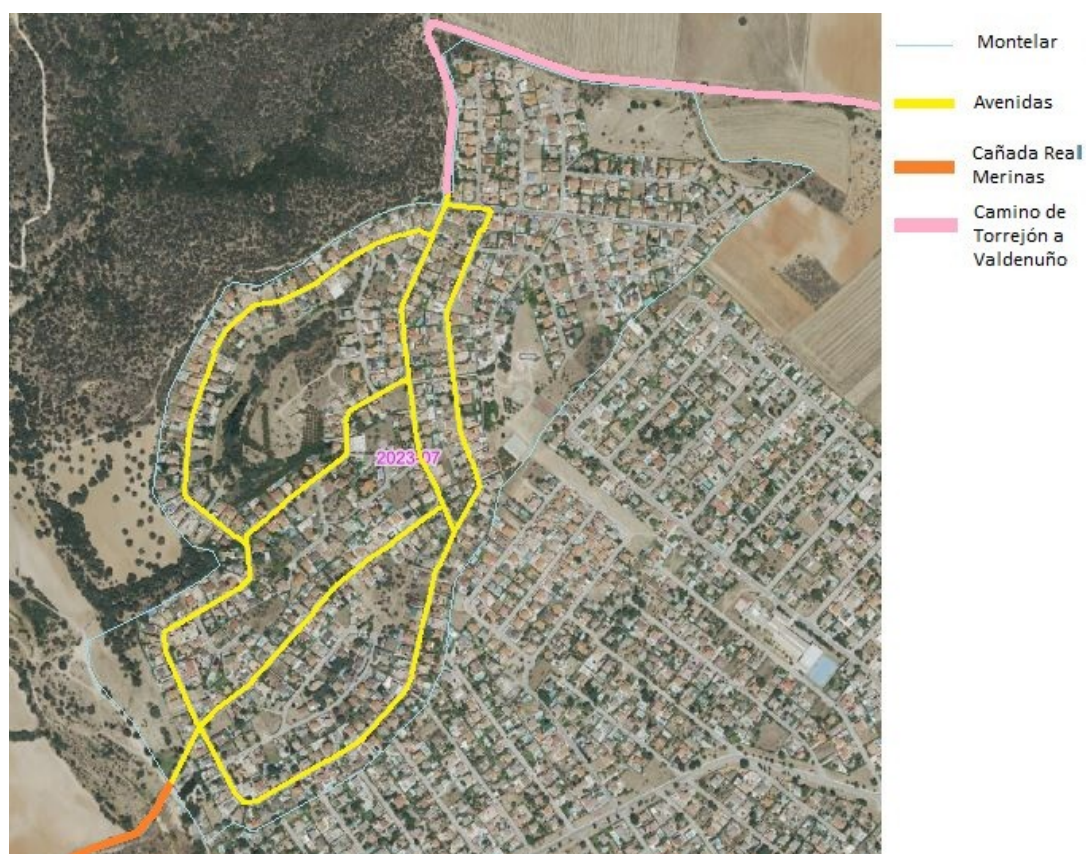 Montelar
Avenidas
Cañada Real
Merinas
Camino de
Torrejón a
Valdenuño
2023-07